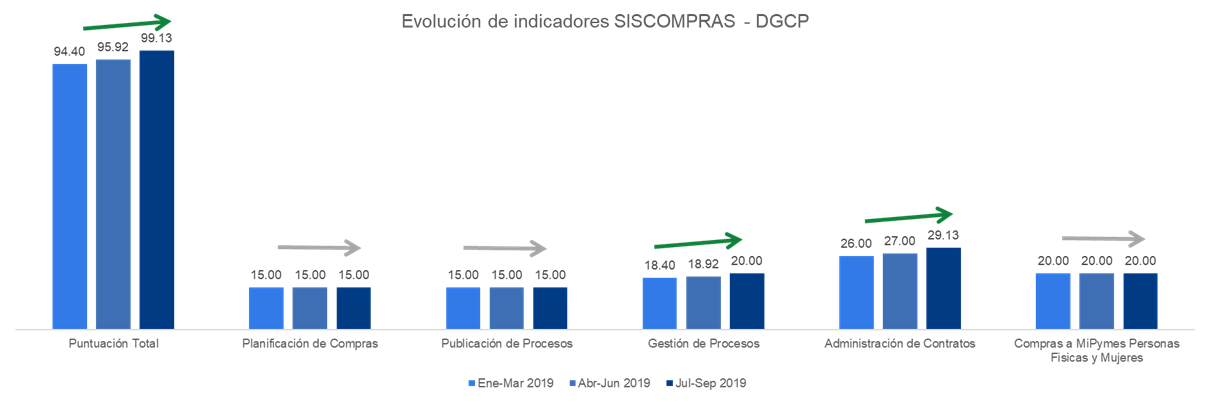 Evolución de indicadores SISCOMPRAS - DGCP
94.40 95.92 99.13
15.00 15.00 15.00
15.00 15.00 15.00
18.40 18.92 20.00
26.00 27.00 29.13
20.00 20.00 20.00
Puntuación Total
Planificación de Compras
Publicación de Procesos
Gestión de Procesos
Administración de Contratos
Compras a MiPymes Personas
Fisicas y Mujeres
Ene-Mar 2019 Abr-Jun 2019 Jul-Sep 2019